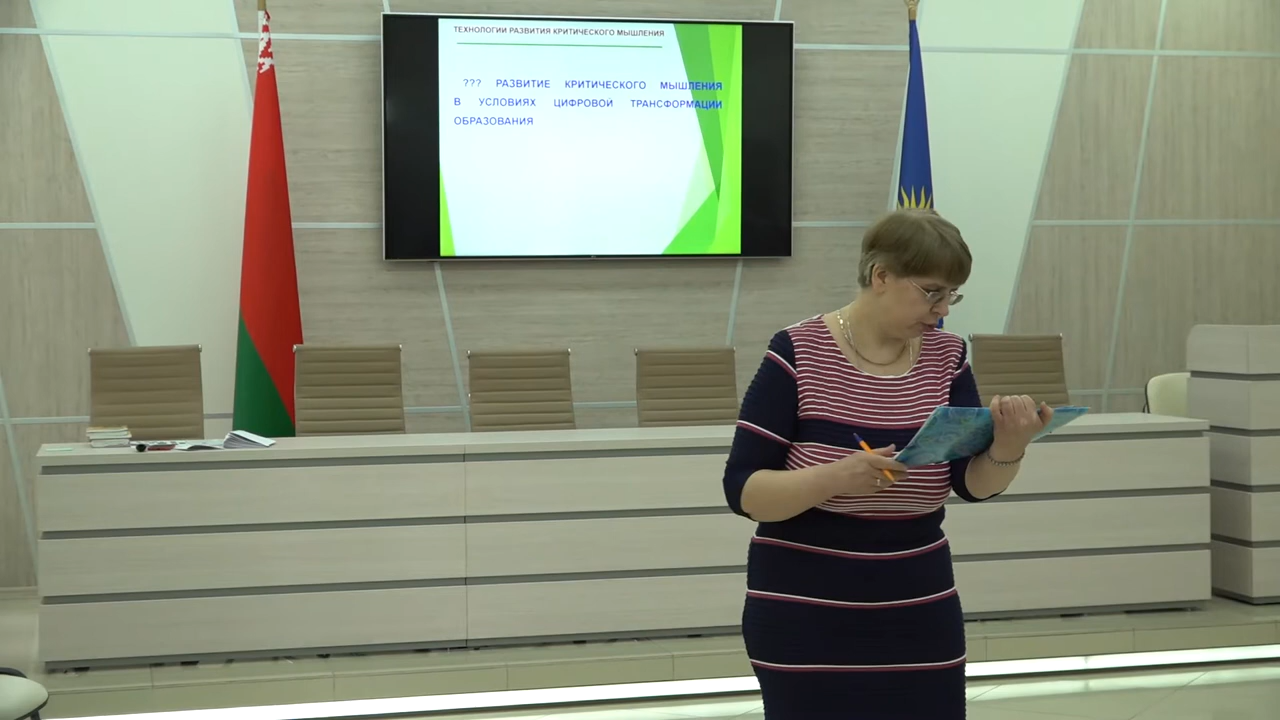 ТЕХНОЛОГИИ РАЗВИТИЯ КРИТИЧЕСКОГО МЫШЛЕНИЯ
??? РАЗВИТИЕ КРИТИЧЕСКОГО МЫШЛЕНИЯ
В УСЛОВИЯХ ЦИФРОВОЙ ТРАНСФОРМАЦИИ
ОБРАЗОВАНИЯ